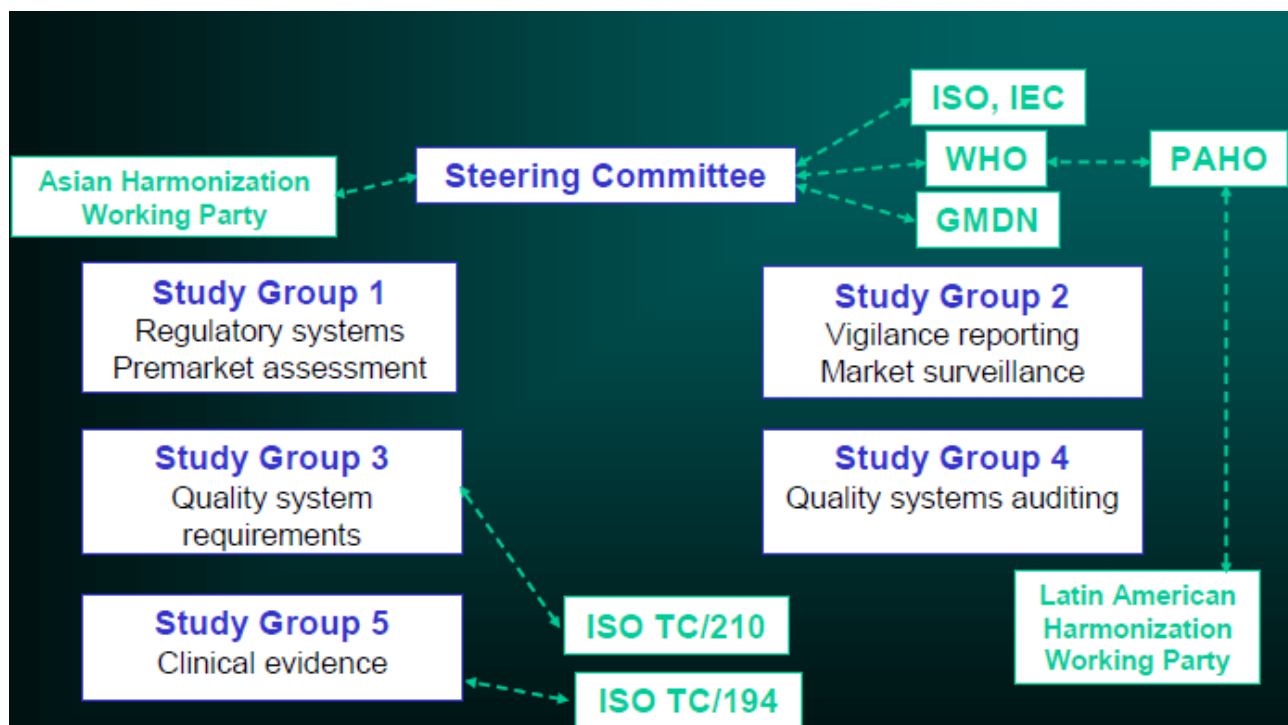 ISO, IEC
Asian Harmonization
Working Party
Steering Committee
WHO
PAHO
GMDN
Study Group 1
Regulatory systems
Premarket assessment
Study Group 2
Vigilance reporting
Market surveillance
Study Group 3
Quality system
requirements
Study Group 4
Quality systems auditing
Study Group 5
Clinical evidence
ISO TC/210
ISO TC/194
Latin American
Harmonization
Working Party